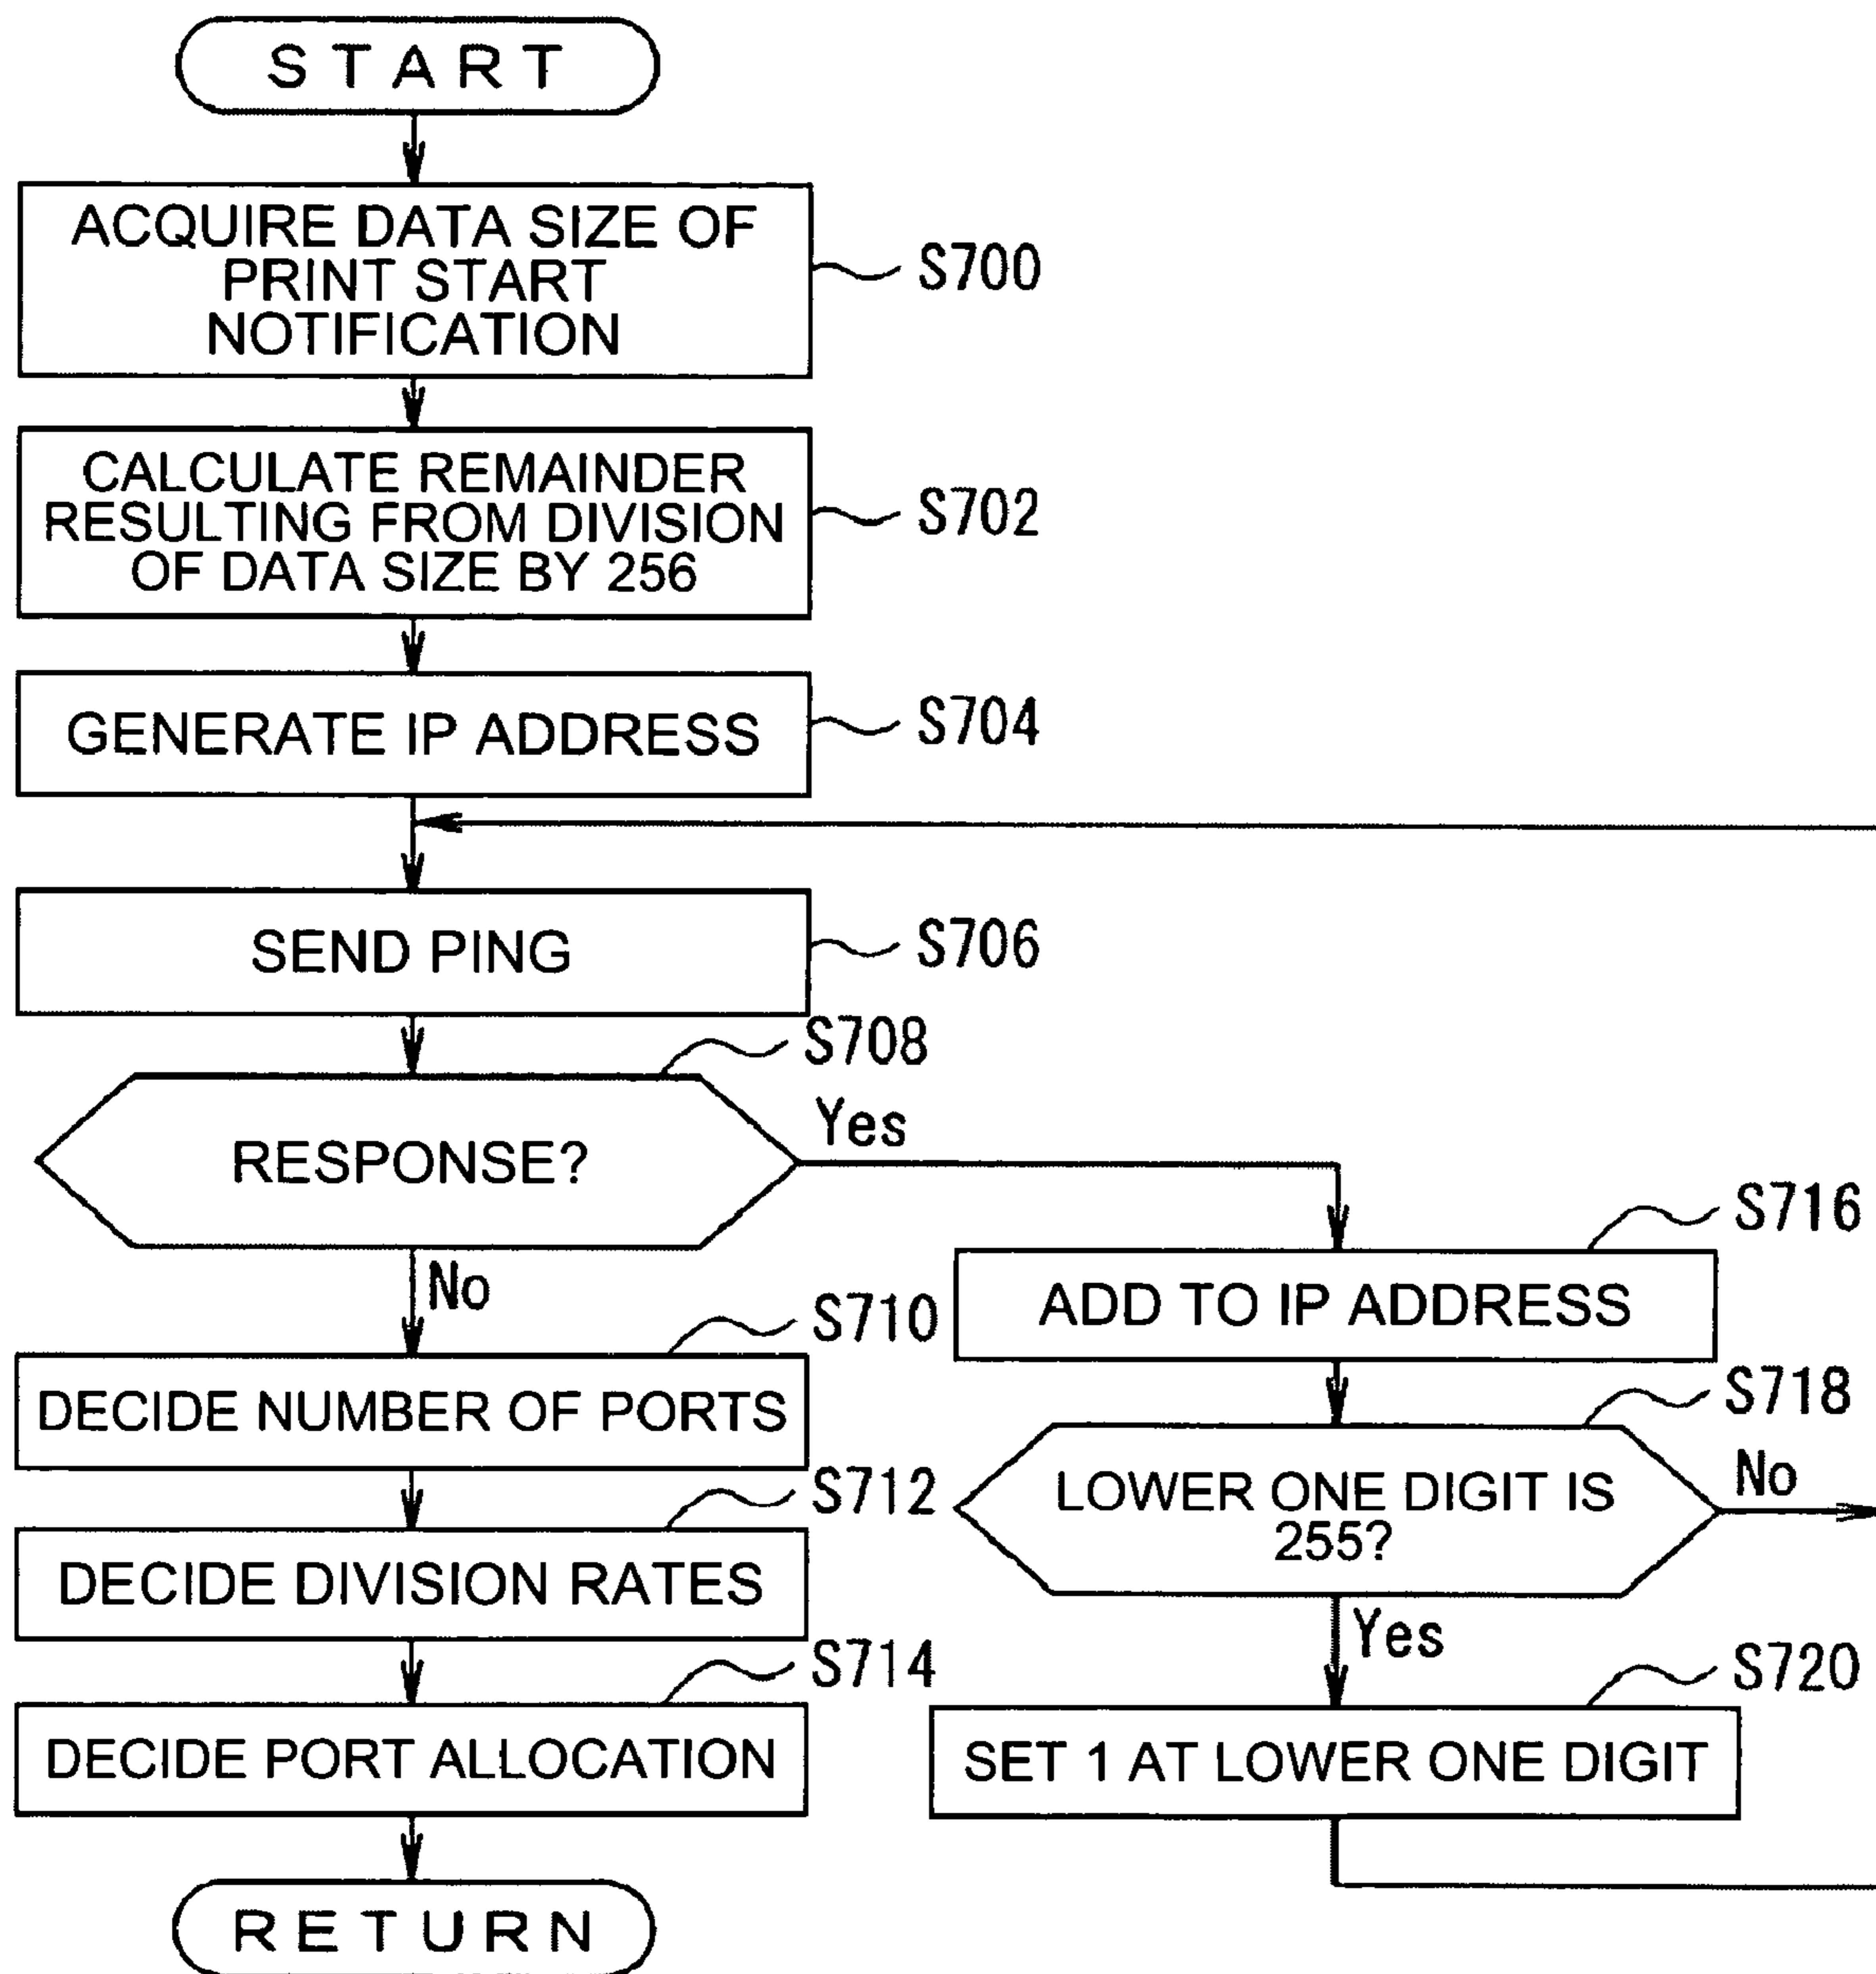 START
ACQUIRE DATA SIZE OF
PRINT START
NOTIFICATION
S700
CALCULATE REMAINDER
RESULTING FROM DIVISION
OF DATA SIZE BY 256
S702
GENERATE IP ADDRESS
S704
SEND PING
S706
S708
RESPONSE?
Yes
No
S710
DECIDE NUMBER OF PORTS
S712
DECIDE DIVISION RATES
S714
DECIDE PORT ALLOCATION
RETURN
S716
ADD TO IP ADDRESS
S718
LOWER ONE DIGIT IS
255?
No
Yes
S720
SET 1 AT LOWER ONE DIGIT